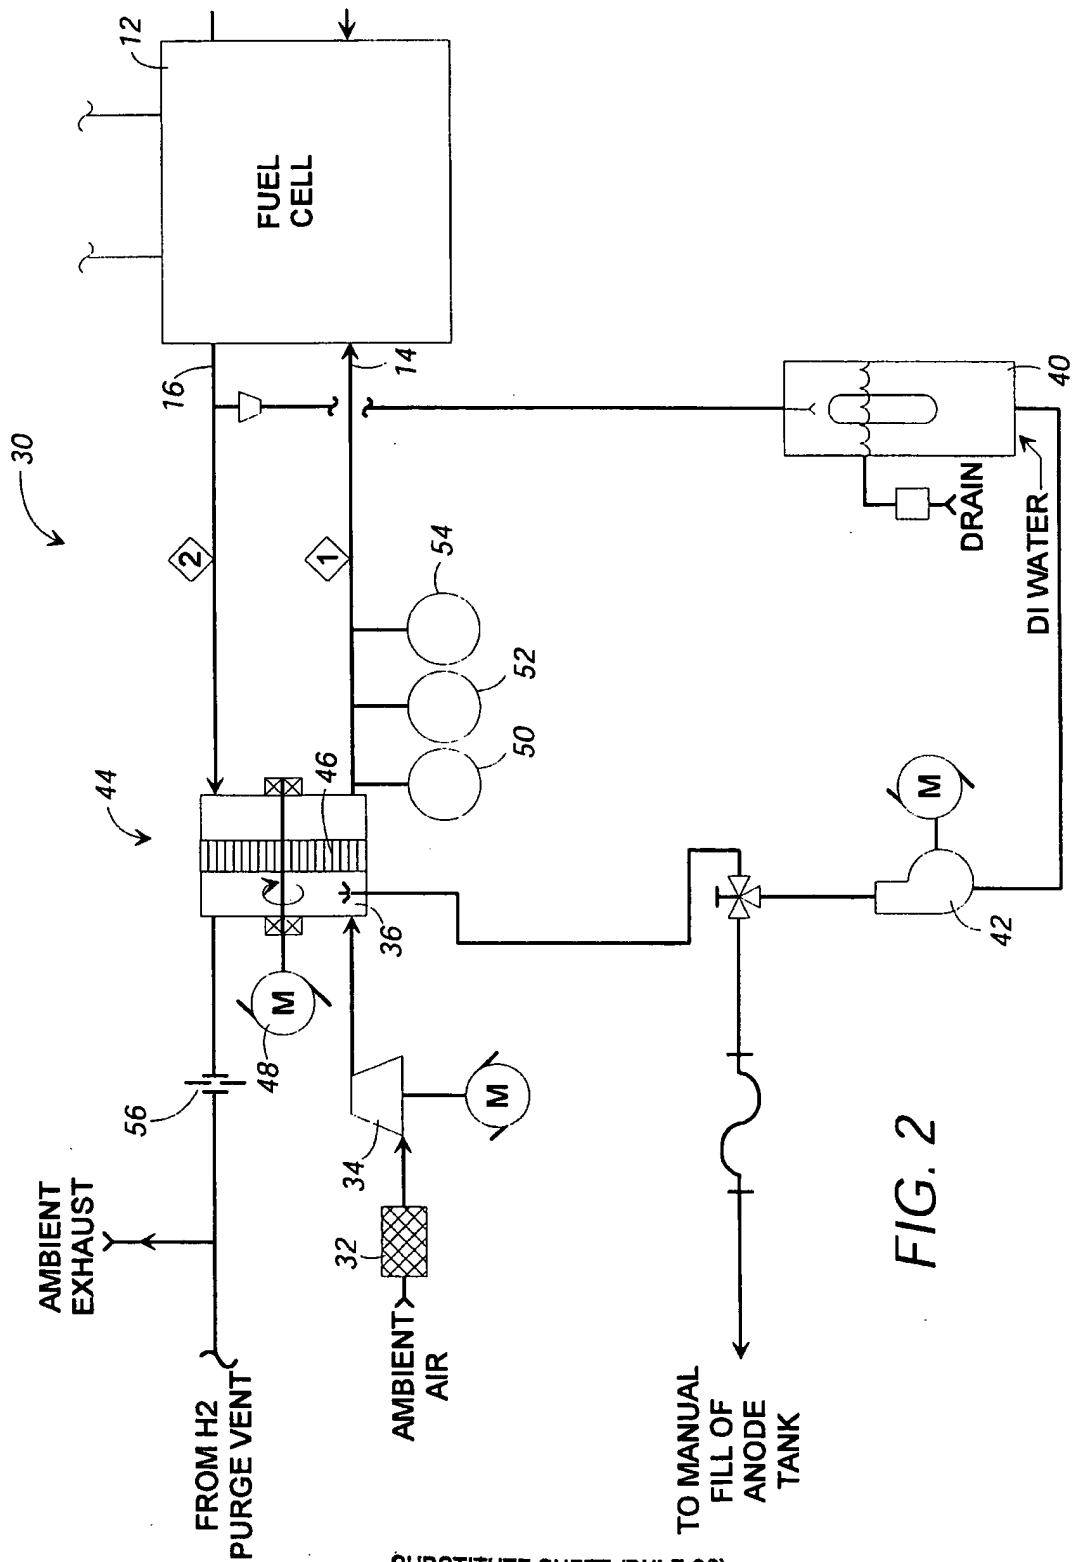 30
12
FUEL
CELL
16
14
2
1
44
46
36
48
56
54
52
50
34
32
40
42
M
M
M
DRAIN
DI WATER
AMBIENT
EXHAUST
FROM H2
PURGE VENT
AMBIENT
AIR
TO MANUAL
FILL OF
ANODE
TANK
FIG. 2